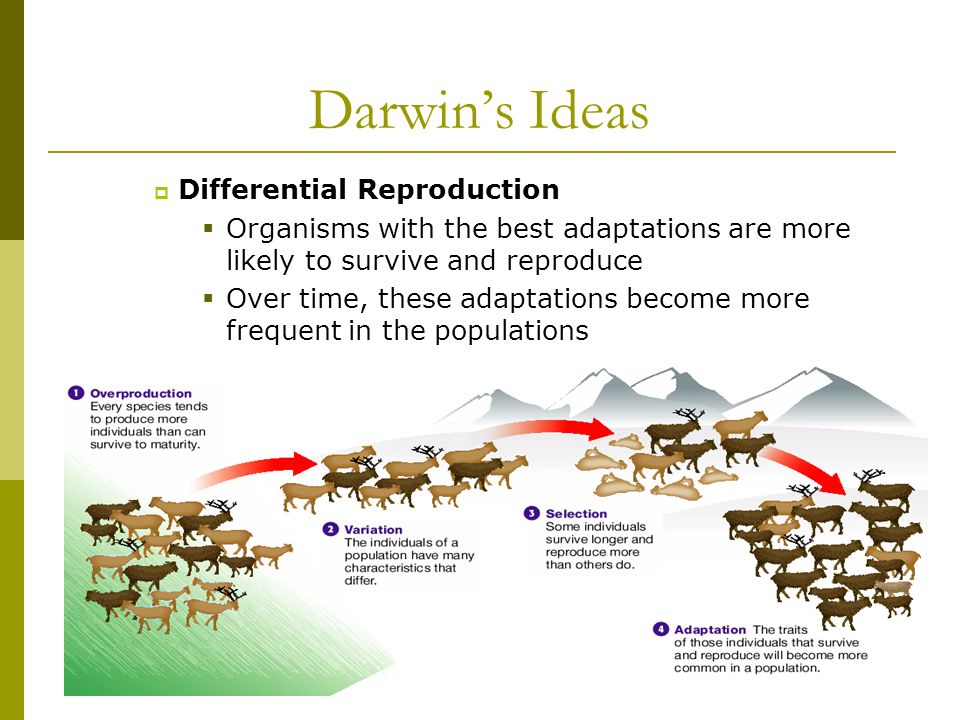 Darwin’s Ideas
Differential Reproduction
Organisms with the best adaptations are more
likely to survive and reproduce
Over time, these adaptations become more
frequent in the populations
1 Overproduction
Every species tends
to produce more
individuals than can
survive to maturity.
2 Variation
The individuals of a
population have many
characteristics that
differ.
3 Selection
Some individuals
survive longer and
reproduce more
than others do.
4 Adaptation The traits
of those individuals that survive
and reproduce will become more
common in a population.